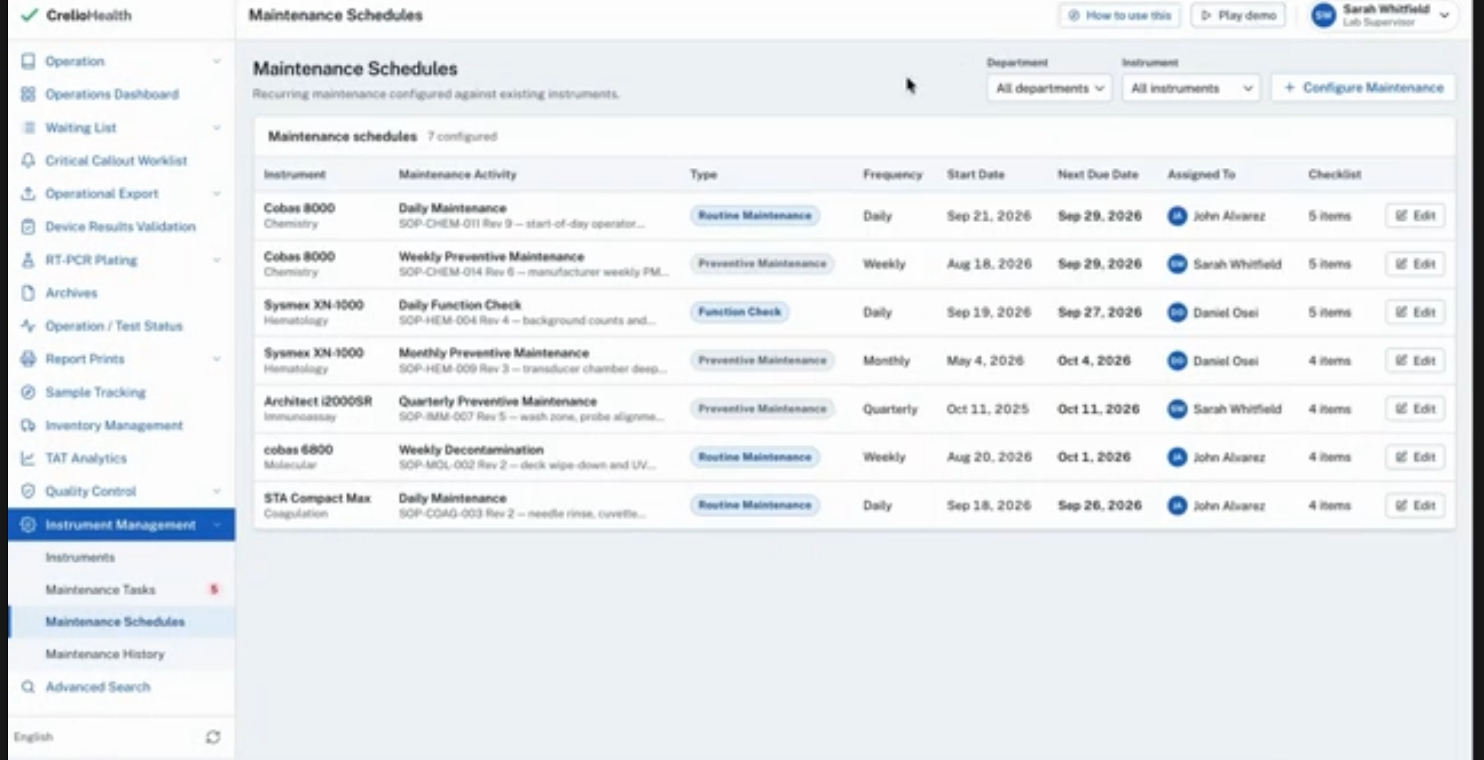 CrelioHealth
Maintenance Schedules
How to use this
Play demo
SW
Sarah Whitfield
Lab Supervisor
Operation
Operations Dashboard
Waiting List
Critical Callout Worklist
Operational Export
Device Results Validation
RT-PCR Plating
Archives
Operation / Test Status
Report Prints
Sample Tracking
Inventory Management
TAT Analytics
Quality Control
Instrument Management
Instruments
Maintenance Tasks 5
Maintenance Schedules
Maintenance History
Advanced Search
English
Maintenance Schedules
Recurring maintenance configured against existing instruments.
Department
All departments
Instrument
All instruments
+ Configure Maintenance
Maintenance schedules 7 configured
Instrument Maintenance Activity Type Frequency Start Date Next Due Date Assigned To Checklist
Cobas 8000 Daily Maintenance Routine Maintenance Daily Sep 21, 2026 Sep 29, 2026 JA John Alvarez 5 items Edit
Chemistry SOP-CHEM-011 Rev 9 — start-of-day operator...
Cobas 8000 Weekly Preventive Maintenance Preventive Maintenance Weekly Aug 18, 2026 Sep 29, 2026 SW Sarah Whitfield 5 items Edit
Chemistry SOP-CHEM-014 Rev 6 — manufacturer weekly PM...
Sysmex XN-1000 Daily Function Check Function Check Daily Sep 19, 2026 Sep 27, 2026 DO Daniel Osei 5 items Edit
Hematology SOP-HEM-004 Rev 4 — background counts and...
Sysmex XN-1000 Monthly Preventive Maintenance Preventive Maintenance Monthly May 4, 2026 Oct 4, 2026 DO Daniel Osei 4 items Edit
Hematology SOP-HEM-009 Rev 3 — transducer chamber deep...
Architect i2000SR Quarterly Preventive Maintenance Preventive Maintenance Quarterly Oct 11, 2025 Oct 11, 2026 SW Sarah Whitfield 4 items Edit
Immunoassay SOP-IMM-007 Rev 5 — wash zone, probe alignme...
cobas 6800 Weekly Decontamination Routine Maintenance Weekly Aug 20, 2026 Oct 1, 2026 JA John Alvarez 4 items Edit
Molecular SOP-MOL-002 Rev 2 — deck wipe-down and UV...
STA Compact Max Daily Maintenance Routine Maintenance Daily Sep 18, 2026 Sep 26, 2026 JA John Alvarez 4 items Edit
Coagulation SOP-COAG-003 Rev 2 — needle rinse, cuvette...